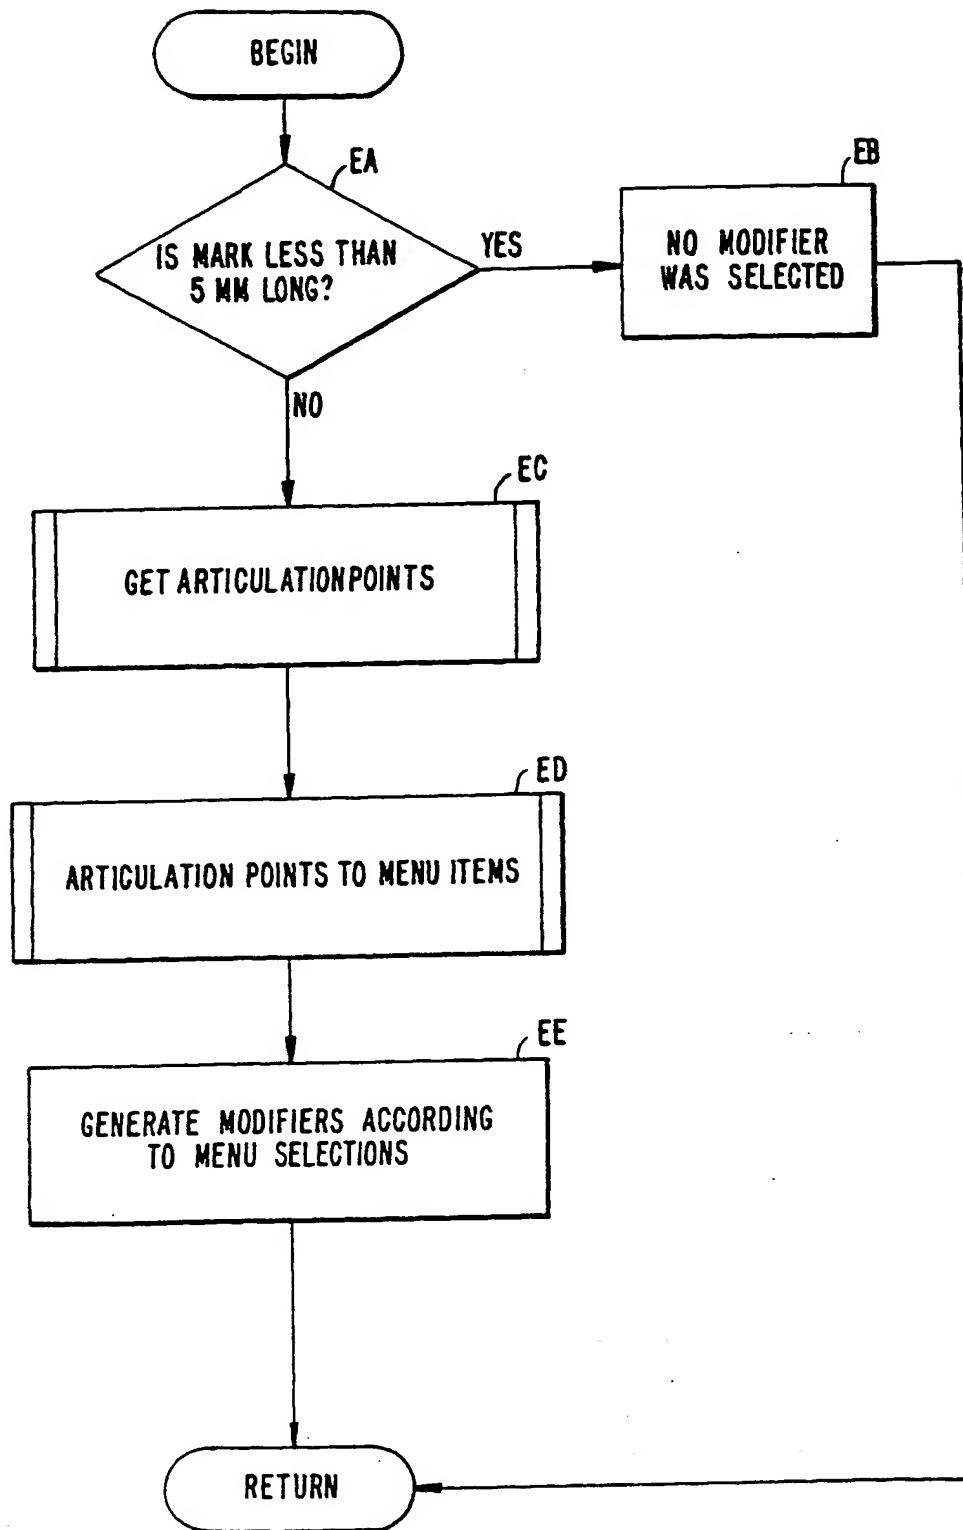 BEGIN
EA
IS MARK LESS THAN
5 MM LONG?
YES
EB
NO MODIFIER
WAS SELECTED
NO
EC
GET ARTICULATION POINTS
ED
ARTICULATION POINTS TO MENU ITEMS
EE
GENERATE MODIFIERS ACCORDING
TO MENU SELECTIONS
RETURN